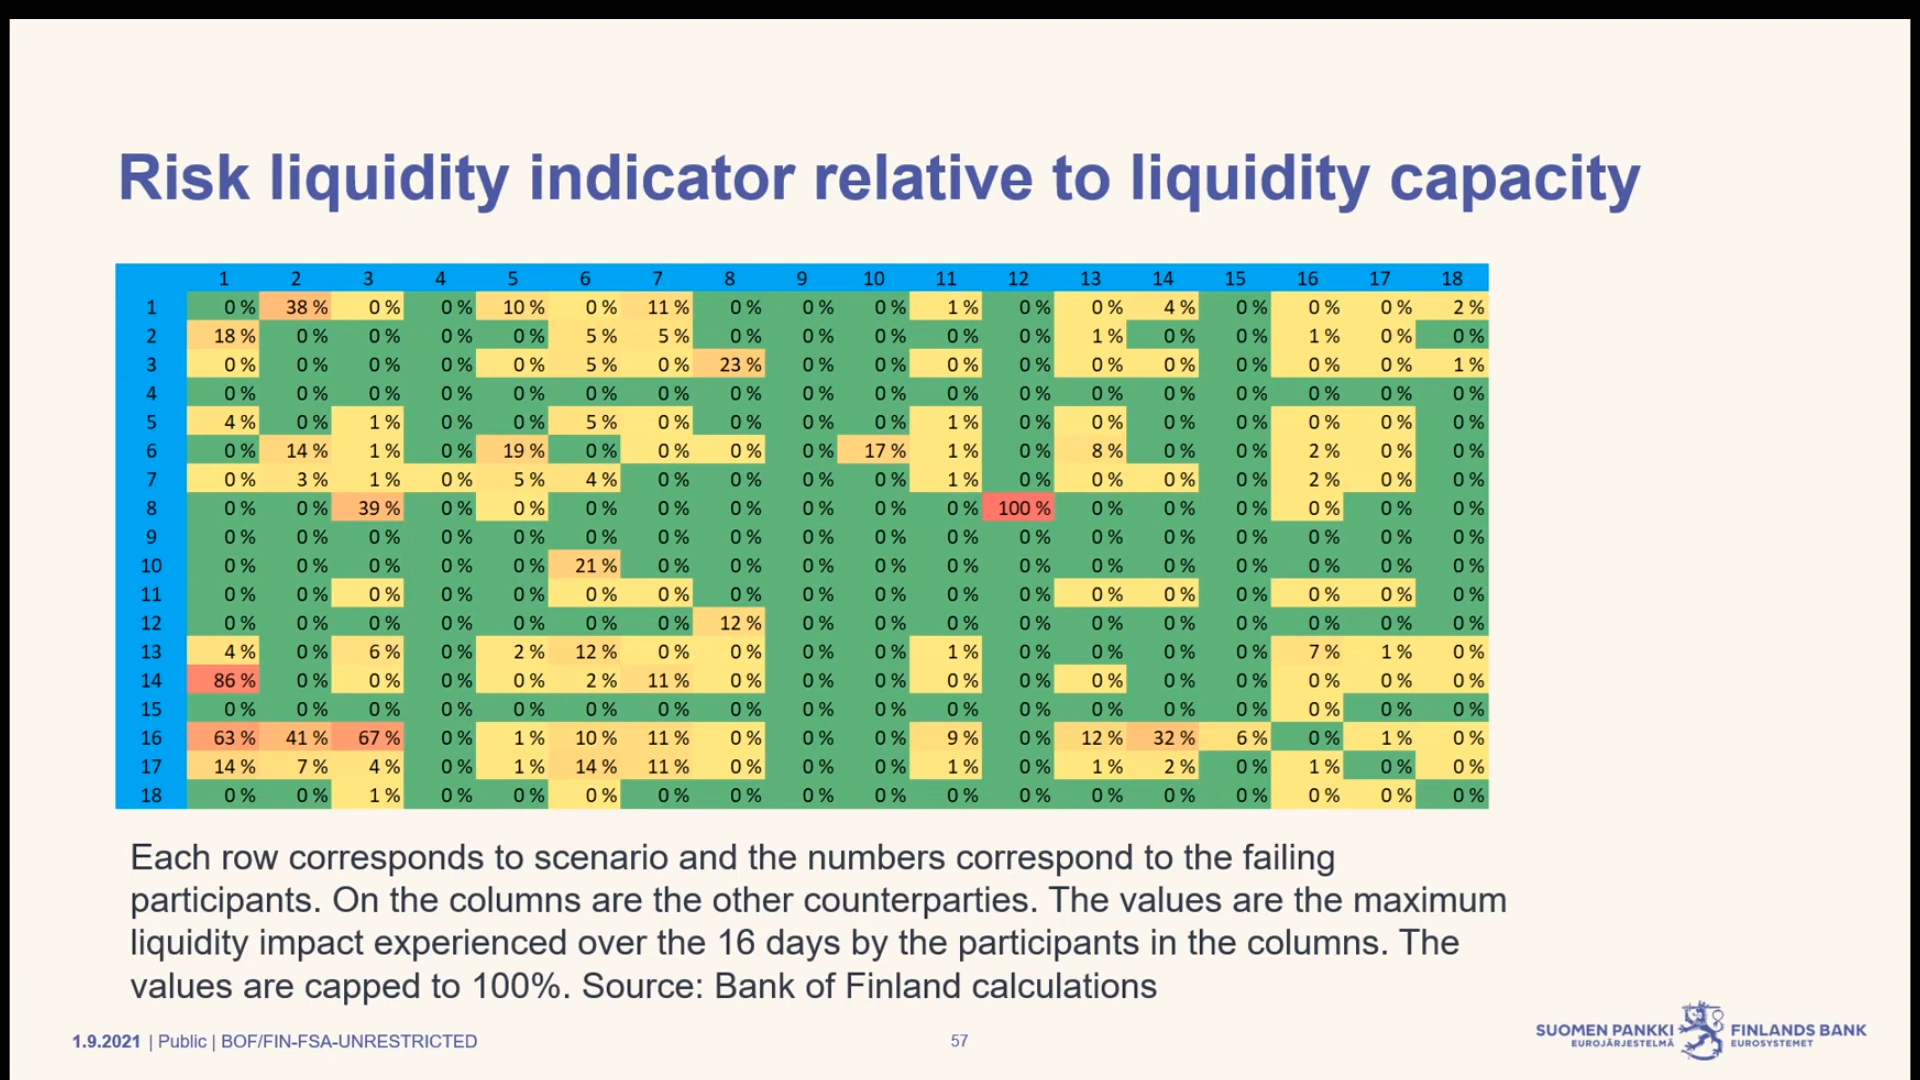 Risk liquidity indicator relative to liquidity capacity
1 2 3 4 5 6 7 8 9 10 11 12 13 14 15 16 17 18
1 0 % 38 % 0 % 0 % 10 % 0 % 11 % 0 % 0 % 0 % 1 % 0 % 0 % 4 % 0 % 0 % 0 % 2 %
2 18 % 0 % 0 % 0 % 0 % 5 % 5 % 0 % 0 % 0 % 0 % 0 % 1 % 0 % 0 % 1 % 0 % 0 %
3 0 % 0 % 0 % 0 % 0 % 5 % 0 % 23 % 0 % 0 % 0 % 0 % 0 % 0 % 0 % 0 % 0 % 1 %
4 0 % 0 % 0 % 0 % 0 % 0 % 0 % 0 % 0 % 0 % 0 % 0 % 0 % 0 % 0 % 0 % 0 % 0 %
5 4 % 0 % 1 % 0 % 0 % 5 % 0 % 0 % 0 % 0 % 1 % 0 % 0 % 0 % 0 % 0 % 0 % 0 %
6 0 % 14 % 1 % 0 % 19 % 0 % 0 % 0 % 0 % 17 % 1 % 0 % 8 % 0 % 0 % 2 % 0 % 0 %
7 0 % 3 % 1 % 0 % 5 % 4 % 0 % 0 % 0 % 0 % 1 % 0 % 0 % 0 % 0 % 2 % 0 % 0 %
8 0 % 0 % 39 % 0 % 0 % 0 % 0 % 0 % 0 % 0 % 0 % 100 % 0 % 0 % 0 % 0 % 0 % 0 %
9 0 % 0 % 0 % 0 % 0 % 0 % 0 % 0 % 0 % 0 % 0 % 0 % 0 % 0 % 0 % 0 % 0 % 0 %
10 0 % 0 % 0 % 0 % 0 % 21 % 0 % 0 % 0 % 0 % 0 % 0 % 0 % 0 % 0 % 0 % 0 % 0 %
11 0 % 0 % 0 % 0 % 0 % 0 % 0 % 0 % 0 % 0 % 0 % 0 % 0 % 0 % 0 % 0 % 0 % 0 %
12 0 % 0 % 0 % 0 % 0 % 0 % 0 % 12 % 0 % 0 % 0 % 0 % 0 % 0 % 0 % 0 % 0 % 0 %
13 4 % 0 % 6 % 0 % 2 % 12 % 0 % 0 % 0 % 0 % 1 % 0 % 0 % 0 % 0 % 7 % 1 % 0 %
14 86 % 0 % 0 % 0 % 0 % 2 % 11 % 0 % 0 % 0 % 0 % 0 % 0 % 0 % 0 % 0 % 0 % 0 %
15 0 % 0 % 0 % 0 % 0 % 0 % 0 % 0 % 0 % 0 % 0 % 0 % 0 % 0 % 0 % 0 % 0 % 0 %
16 63 % 41 % 67 % 0 % 1 % 10 % 11 % 0 % 0 % 0 % 9 % 0 % 12 % 32 % 6 % 0 % 1 % 0 %
17 14 % 7 % 4 % 0 % 1 % 14 % 11 % 0 % 0 % 0 % 1 % 0 % 1 % 2 % 0 % 1 % 0 % 0 %
18 0 % 0 % 1 % 0 % 0 % 0 % 0 % 0 % 0 % 0 % 0 % 0 % 0 % 0 % 0 % 0 % 0 % 0 %
Each row corresponds to scenario and the numbers correspond to the failing
participants. On the columns are the other counterparties. The values are the maximum
liquidity impact experienced over the 16 days by the participants in the columns. The
values are capped to 100%. Source: Bank of Finland calculations
1.9.2021 | Public | BOF/FIN-FSA-UNRESTRICTED
57
SUOMEN PANKKI FINLANDS BANK
EUROJÄRJESTELMÄ EUROSYSTEMET